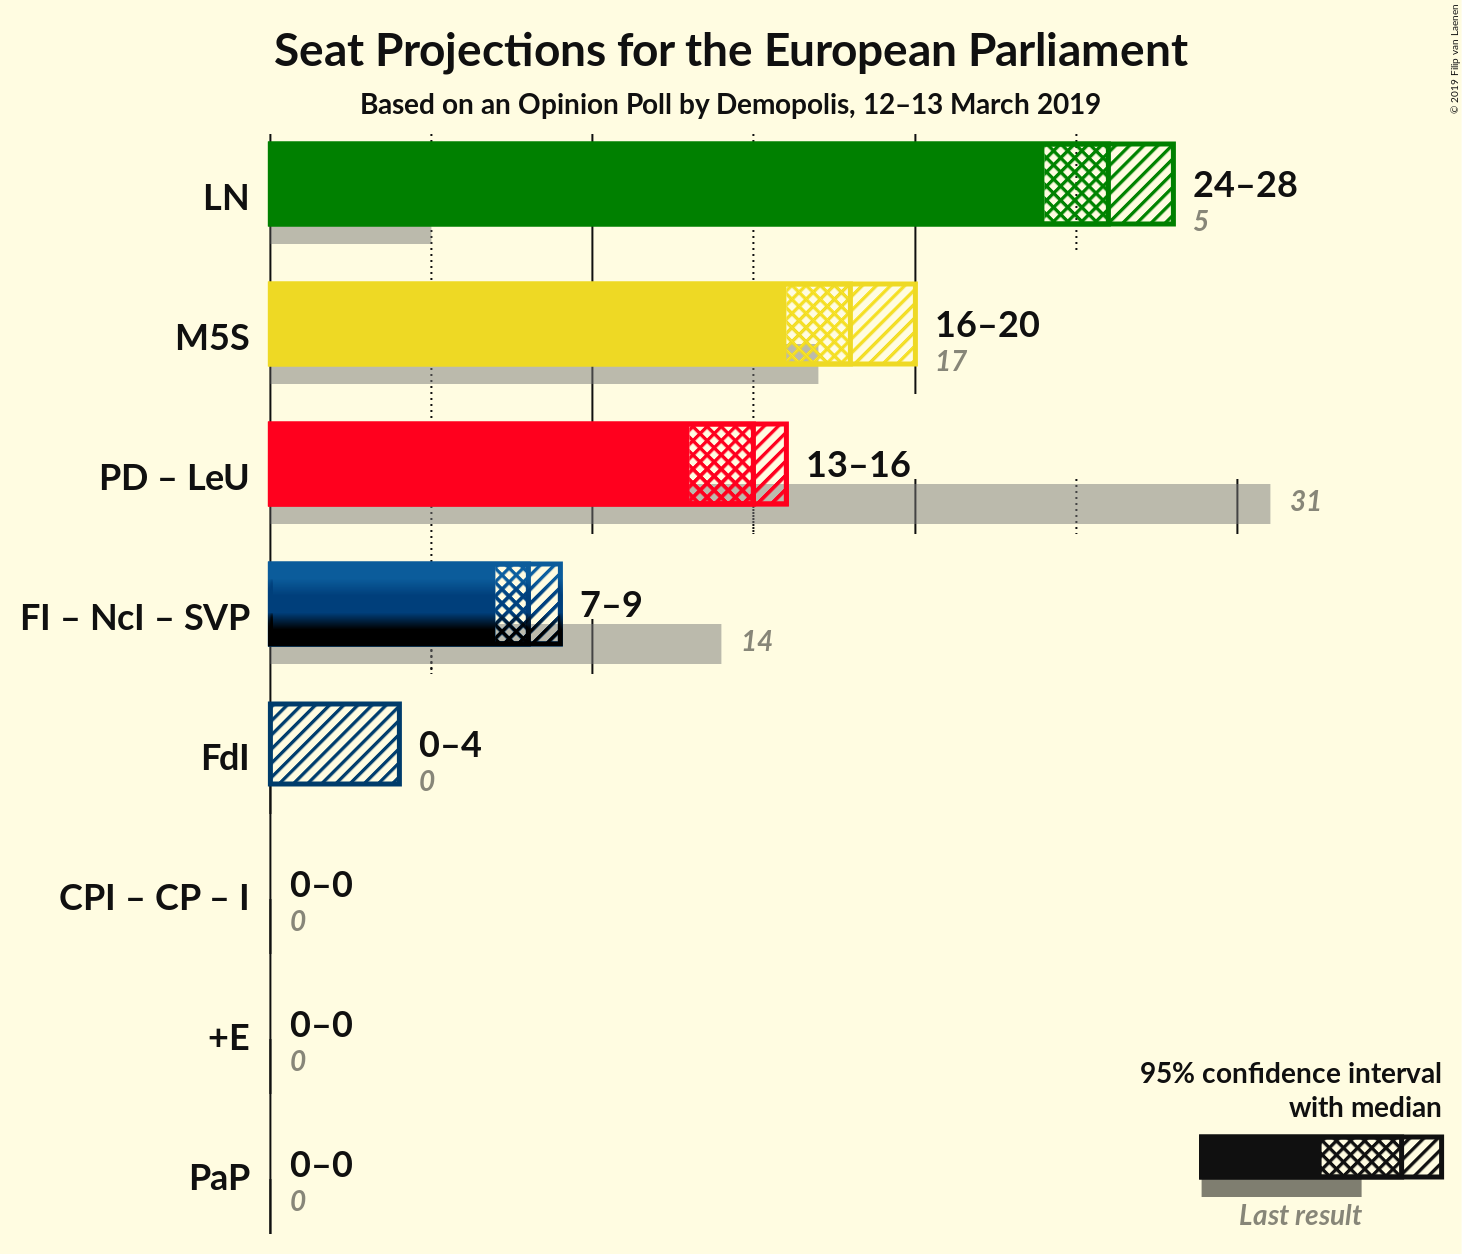 Seat Projections for the European Parliament
Based on an Opinion Poll by Demopolis, 12–13 March 2019
© 2019 Filip van Laenen
LN
24–28
5
M5S
16–20
17
PD – LeU
13–16
31
FI – NcI – SVP
7–9
14
FdI
0–4
0
CPI – CP – I
0–0
0
+E
0–0
0
PaP
0–0
0
95% confidence interval
with median
Last result